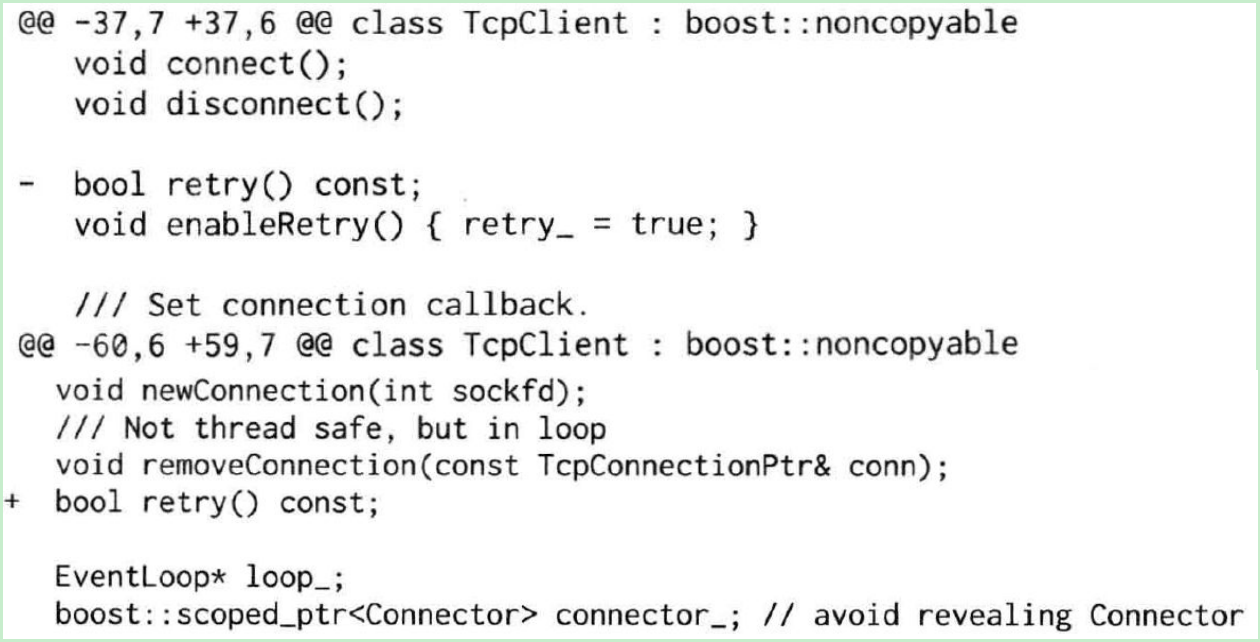 @@ -37,7 +37,6 @@ class TcpClient : boost::noncopyable
   void connect();
   void disconnect();

-  bool retry() const;
   void enableRetry() { retry_ = true; }

   /// Set connection callback.
@@ -60,6 +59,7 @@ class TcpClient : boost::noncopyable
   void newConnection(int sockfd);
   /// Not thread safe, but in loop
   void removeConnection(const TcpConnectionPtr& conn);
+  bool retry() const;

   EventLoop* loop_;
   boost::scoped_ptr<Connector> connector_; // avoid revealing Connector